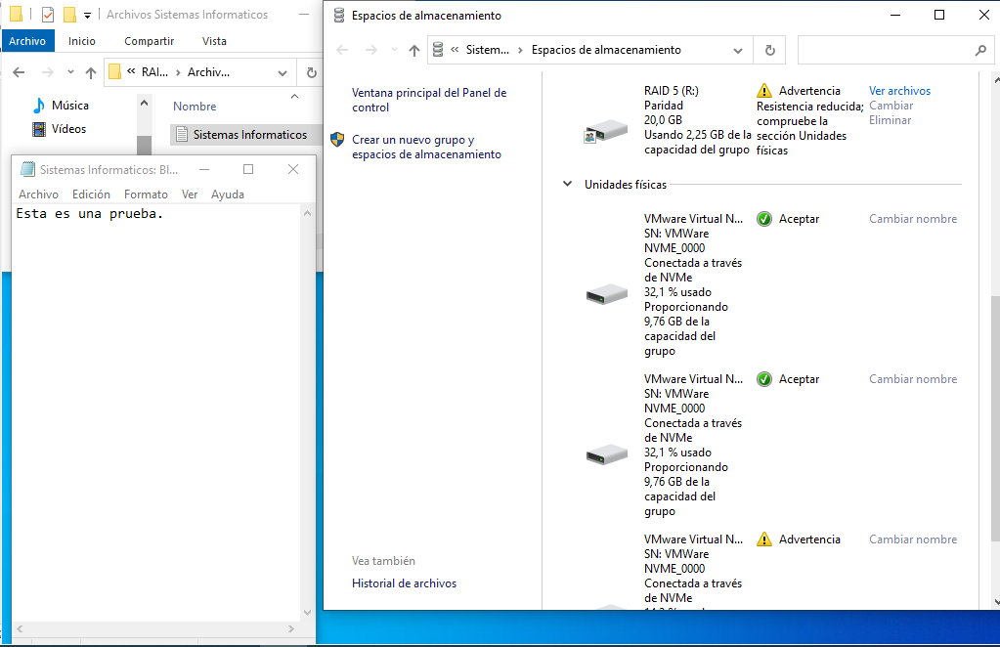 Archivos Sistemas Informaticos
Archivo
Inicio
Compartir
Vista
« RAI... > Archiv...
Música
Vídeos
Nombre
Sistemas Informaticos
Sistemas Informaticos: Bl...
Archivo
Edición
Formato
Ver
Ayuda
Esta es una prueba.
Espacios de almacenamiento
« Sistem... > Espacios de almacenamiento
Ventana principal del Panel de
control
Crear un nuevo grupo y
espacios de almacenamiento
Vea también
Historial de archivos
RAID 5 (R:)
Paridad
20,0 GB
Usando 2,25 GB de la
capacidad del grupo
Advertencia
Resistencia reducida;
compruebe la
sección Unidades
físicas
Ver archivos
Cambiar
Eliminar
Unidades físicas
VMware Virtual N...
SN: VMWare
NVME_0000
Conectada a través
de NVMe
32,1 % usado
Proporcionando
9,76 GB de la
capacidad del
grupo
Aceptar
Cambiar nombre
VMware Virtual N...
SN: VMWare
NVME_0000
Conectada a través
de NVMe
32,1 % usado
Proporcionando
9,76 GB de la
capacidad del
grupo
Aceptar
Cambiar nombre
VMware Virtual N...
SN: VMWare
NVME_0000
Conectada a través
de NVMe
Advertencia
Cambiar nombre